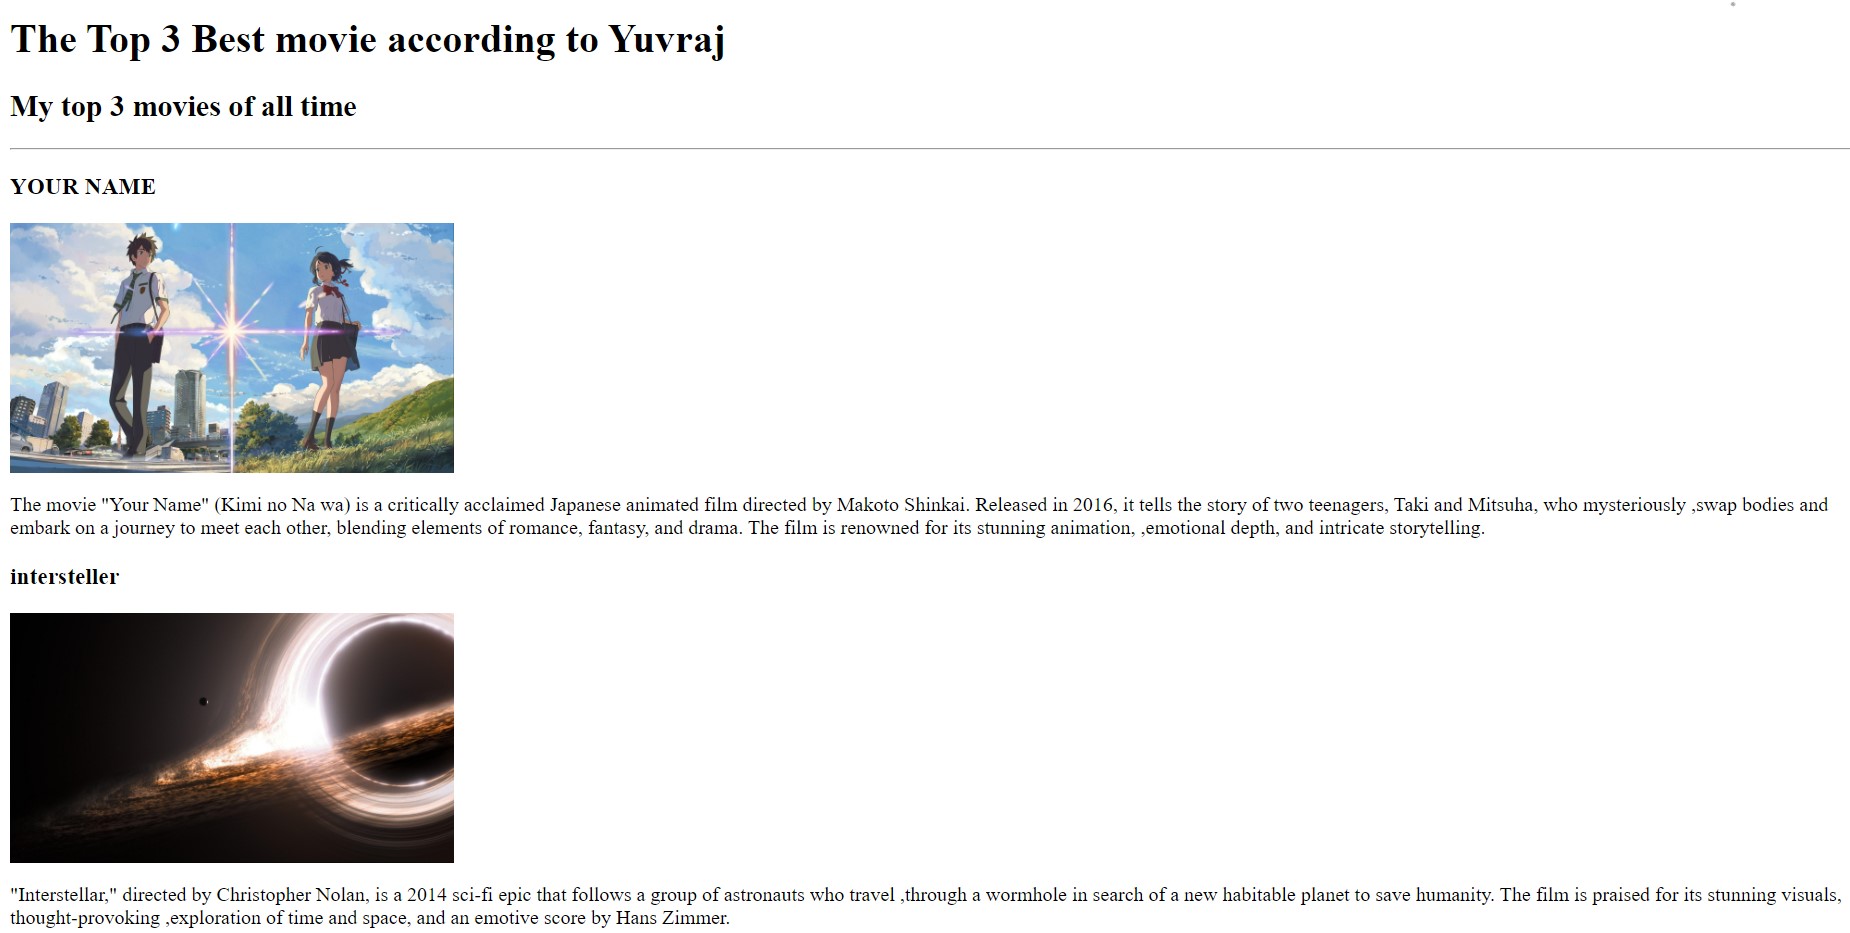 The Top 3 Best movie according to Yuvraj
My top 3 movies of all time
YOUR NAME
The movie "Your Name" (Kimi no Na wa) is a critically acclaimed Japanese animated film directed by Makoto Shinkai. Released in 2016, it tells the story of two teenagers, Taki and Mitsuha, who mysteriously ,swap bodies and
embark on a journey to meet each other, blending elements of romance, fantasy, and drama. The film is renowned for its stunning animation, ,emotional depth, and intricate storytelling.
intersteller
"Interstellar," directed by Christopher Nolan, is a 2014 sci-fi epic that follows a group of astronauts who travel ,through a wormhole in search of a new habitable planet to save humanity. The film is praised for its stunning visuals,
thought-provoking ,exploration of time and space, and an emotive score by Hans Zimmer.